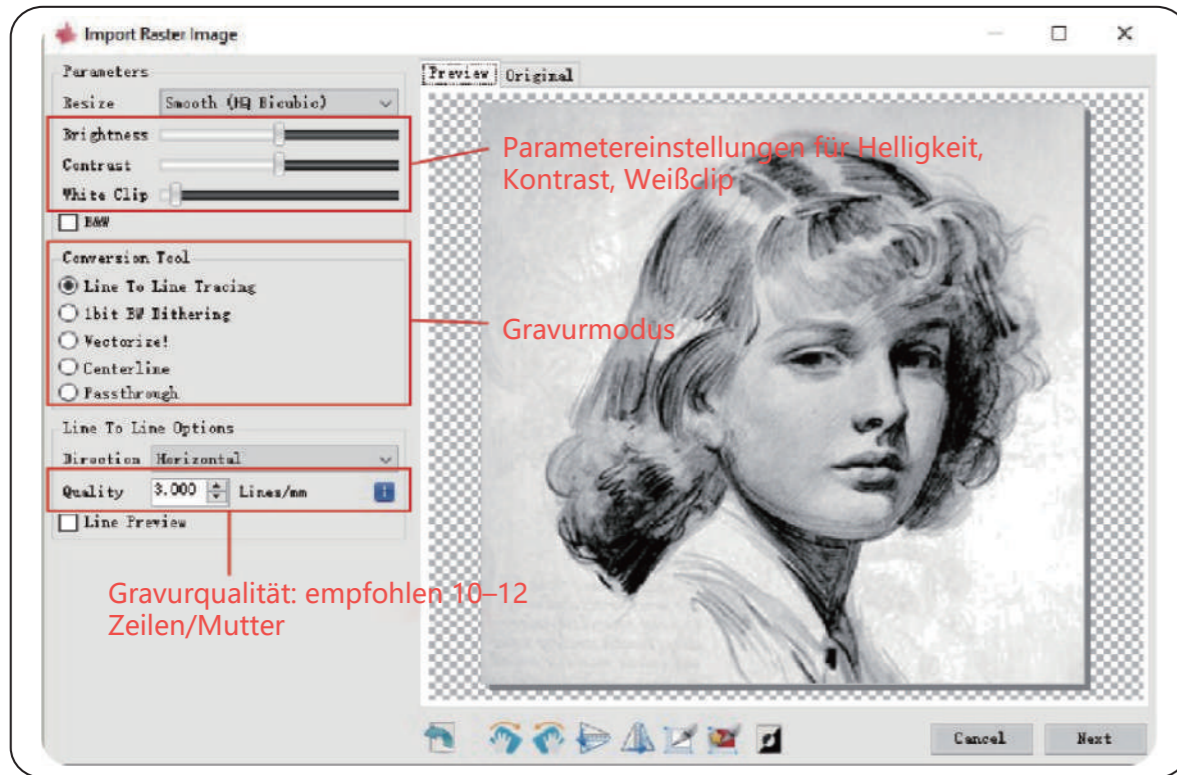 Import Raster Image
Parameters
Resize Smooth (HQ Bicubic)
Brightness
Contrast
White Clip
B&W
Parametereinstellungen für Helligkeit,
Kontrast, Weißclip
Conversion Tool
Line To Line Tracing
1bit BW Dithering
Vectorize!
Centerline
Passthrough
Gravurmodus
Line To Line Options
Direction Horizontal
Quality 3.000 Lines/mm
Line Preview
Gravurqualität: empfohlen 10–12
Zeilen/Mutter
Preview Original
Cancel Next